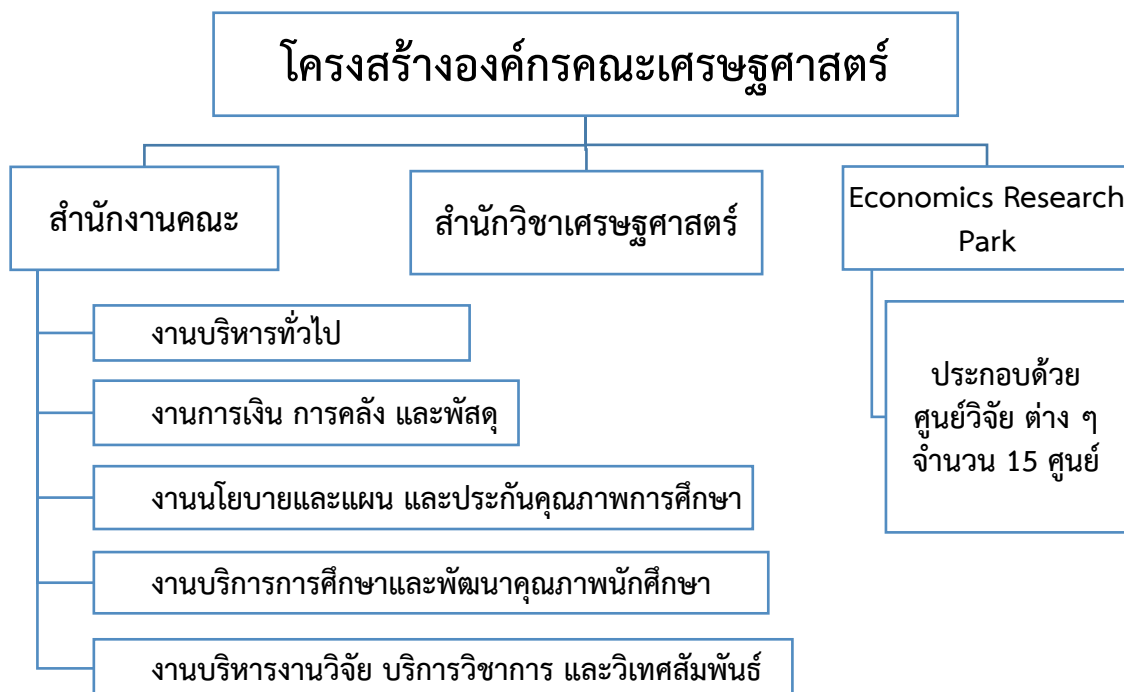 โครงสร้างองค์กรคณะเศรษฐศาสตร์
สำนักงานคณะ
งานบริหารทั่วไป
งานการเงิน การคลัง และพัสดุ
งานนโยบายและแผน และประกันคุณภาพการศึกษา
งานบริการการศึกษาและพัฒนาคุณภาพนักศึกษา
งานบริหารงานวิจัย บริการวิชาการ และวิเทศสัมพันธ์
สำนักวิชาเศรษฐศาสตร์
Economics Research
Park
ประกอบด้วย
ศูนย์วิจัย ต่าง ๆ
จำนวน 15 ศูนย์